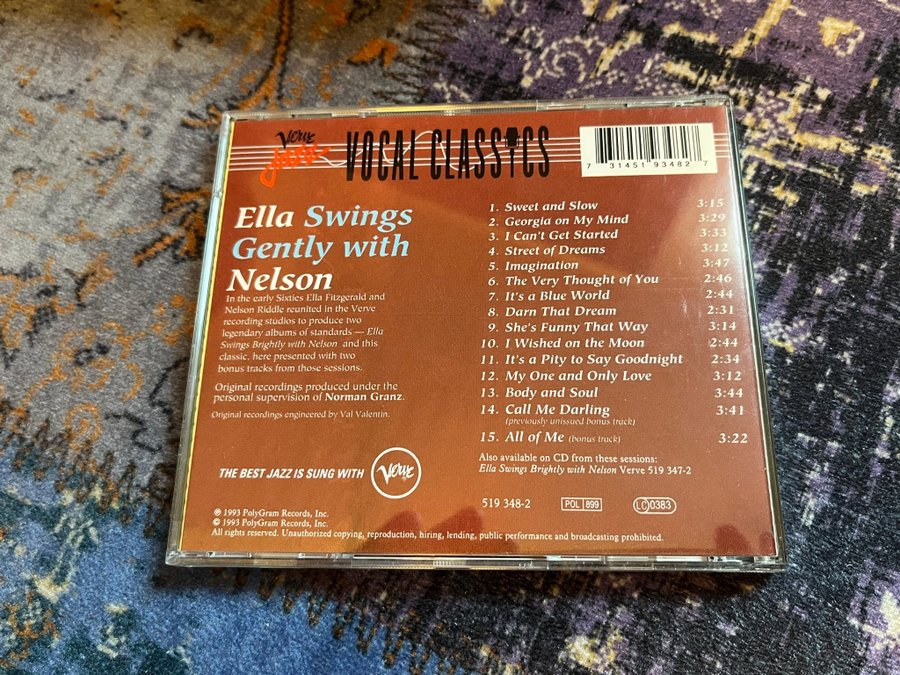 Verve
Jazz
VOCAL CLASSICS
7 31451 93482 7
Ella Swings
Gently with
Nelson
In the early Sixties Ella Fitzgerald and
Nelson Riddle reunited in the Verve
recording studios to produce two
legendary albums of standards — Ella
Swings Brightly with Nelson and this
classic, here presented with two
bonus tracks from those sessions.
Original recordings produced under the
personal supervision of Norman Granz.
Original recordings engineered by Val Valentin.
THE BEST JAZZ IS SUNG WITH Verve
℗ 1993 PolyGram Records, Inc.
© 1993 PolyGram Records, Inc.
All rights reserved. Unauthorized copying, reproduction, hiring, lending, public performance and broadcasting prohibited.
1. Sweet and Slow 3:15
2. Georgia on My Mind 3:29
3. I Can't Get Started 3:33
4. Street of Dreams 3:12
5. Imagination 3:47
6. The Very Thought of You 2:46
7. It's a Blue World 2:44
8. Darn That Dream 2:31
9. She's Funny That Way 3:14
10. I Wished on the Moon 2:44
11. It's a Pity to Say Goodnight 2:34
12. My One and Only Love 3:12
13. Body and Soul 3:44
14. Call Me Darling 3:41
(previously unissued bonus track)
15. All of Me (bonus track) 3:22
Also available on CD from these sessions:
Ella Swings Brightly with Nelson Verve 519 347-2
519 348-2 POL 899 LC 0383